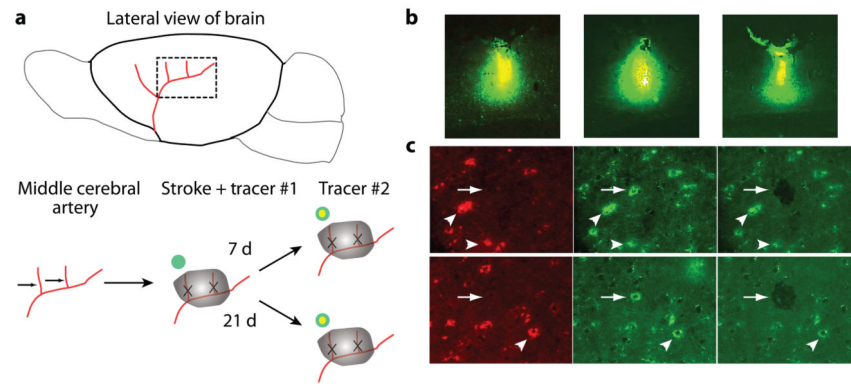 a
Lateral view of brain
Middle cerebral
artery
Stroke + tracer #1
Tracer #2
7 d
21 d
b
c